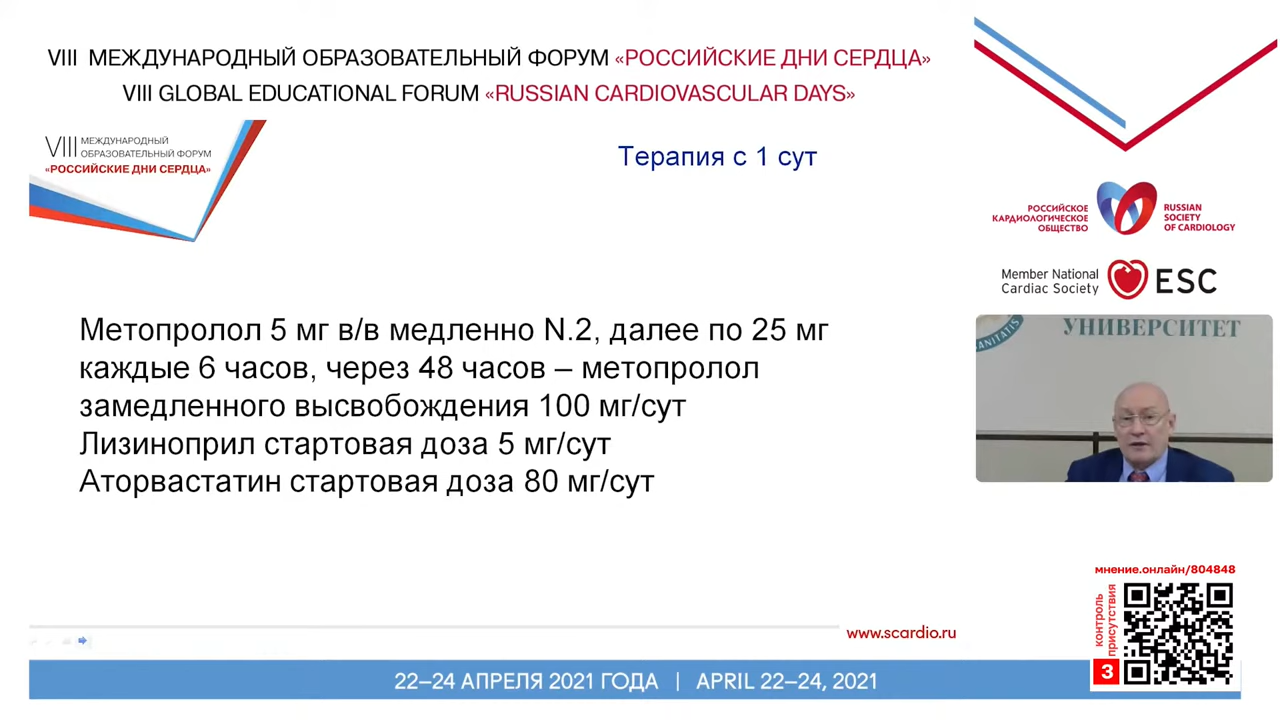 VIII МЕЖДУНАРОДНЫЙ ОБРАЗОВАТЕЛЬНЫЙ ФОРУМ «РОССИЙСКИЕ ДНИ СЕРДЦА»
VIII GLOBAL EDUCATIONAL FORUM «RUSSIAN CARDIOVASCULAR DAYS»
VIII МЕЖДУНАРОДНЫЙ
ОБРАЗОВАТЕЛЬНЫЙ ФОРУМ
«РОССИЙСКИЕ ДНИ СЕРДЦА»
Терапия с 1 сут
РОССИЙСКОЕ
КАРДИОЛОГИЧЕСКОЕ
ОБЩЕСТВО
RUSSIAN
SOCIETY
OF CARDIOLOGY
Member National
Cardiac Society
ESC
Метопролол 5 мг в/в медленно N.2, далее по 25 мг
каждые 6 часов, через 48 часов – метопролол
замедленного высвобождения 100 мг/сут
Лизиноприл стартовая доза 5 мг/сут
Аторвастатин стартовая доза 80 мг/сут
УНИВЕРСИТЕТ
мнение.онлайн/804848
контроль
присутствия
3
www.scardio.ru
22–24 АПРЕЛЯ 2021 ГОДА | APRIL 22–24, 2021